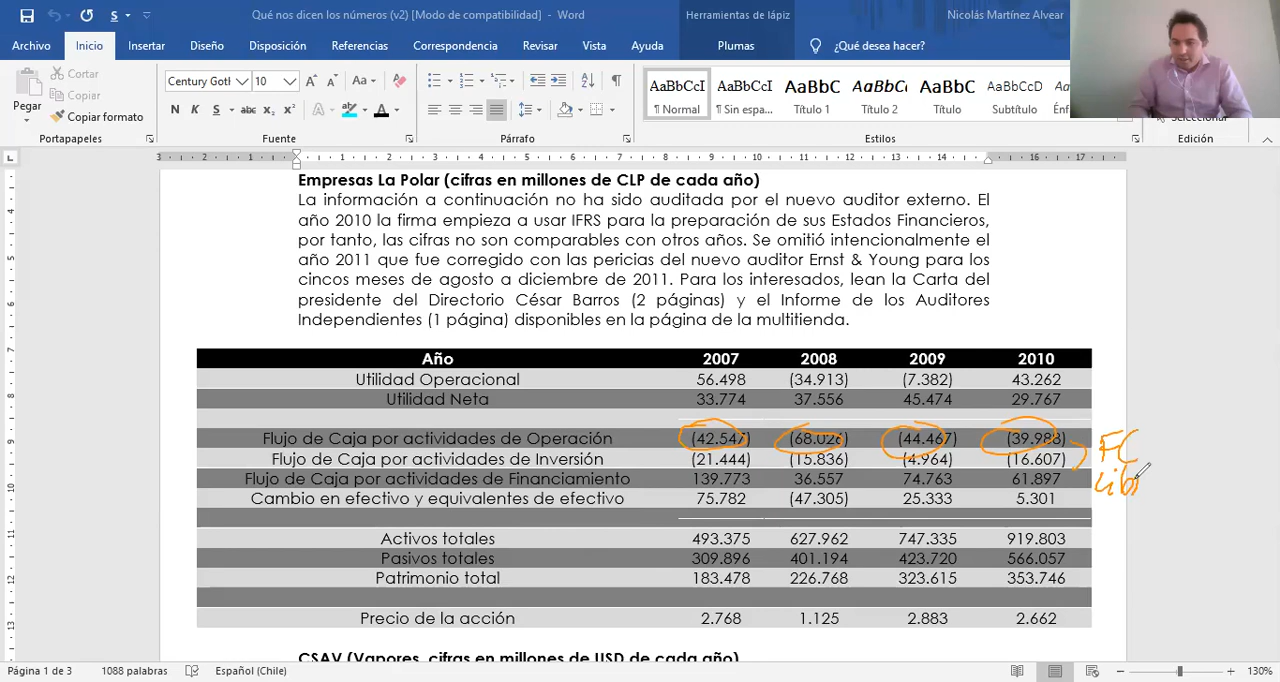 Qué nos dicen los números (v2) [Modo de compatibilidad] - Word
Herramientas de lápiz
Nicolás Martínez Alvear
Archivo Inicio Insertar Diseño Disposición Referencias Correspondencia Revisar Vista Ayuda Plumas ¿Qué desea hacer?
Pegar
Cortar
Copiar
Copiar formato
Portapapeles
Century Gotl 10
N K S abc x₂ x²
Fuente
Párrafo
AaBbCcI AaBbCcI AaBbC AaBbCc AaBbC AaBbCcD
¶ Normal ¶ Sin espa... Título 1 Título 2 Título Subtítulo
Estilos
Seleccionar
Edición
Empresas La Polar (cifras en millones de CLP de cada año)
La información a continuación no ha sido auditada por el nuevo auditor externo. El
año 2010 la firma empieza a usar IFRS para la preparación de sus Estados Financieros,
por tanto, las cifras no son comparables con otros años. Se omitió intencionalmente el
año 2011 que fue corregido con las pericias del nuevo auditor Ernst & Young para los
cincos meses de agosto a diciembre de 2011. Para los interesados, lean la Carta del
presidente del Directorio César Barros (2 páginas) y el Informe de los Auditores
Independientes (1 página) disponibles en la página de la multitienda.
Año 2007 2008 2009 2010
Utilidad Operacional 56.498 (34.913) (7.382) 43.262
Utilidad Neta 33.774 37.556 45.474 29.767
Flujo de Caja por actividades de Operación (42.547) (68.026) (44.467) (39.988)
Flujo de Caja por actividades de Inversión (21.444) (15.836) (4.964) (16.607)
Flujo de Caja por actividades de Financiamiento 139.773 36.557 74.763 61.897
Cambio en efectivo y equivalentes de efectivo 75.782 (47.305) 25.333 5.301
FC
Lib
Activos totales 493.375 627.962 747.335 919.803
Pasivos totales 309.896 401.194 423.720 566.057
Patrimonio total 183.478 226.768 323.615 353.746
Precio de la acción 2.768 1.125 2.883 2.662
CSAV (Vapores, cifras en millones de USD de cada año)
Página 1 de 3 1088 palabras Español (Chile) 130%